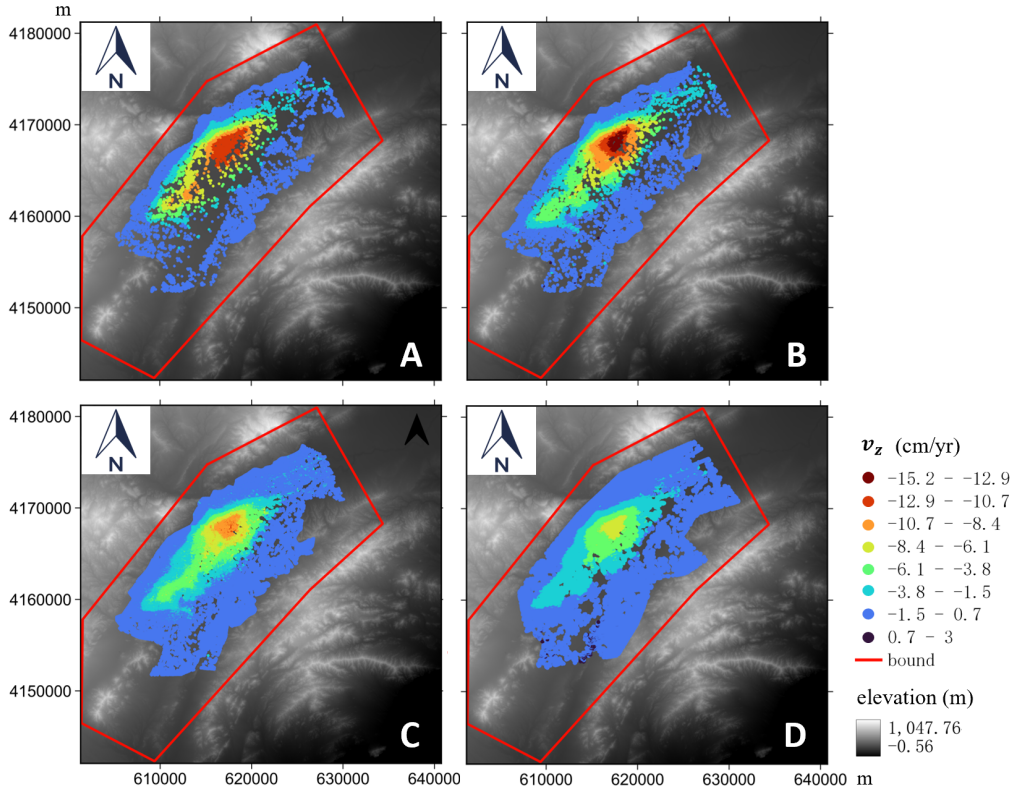 m
4180000
4170000
4160000
4150000
N
A
N
B
4180000
4170000
4160000
4150000
N
C
N
D
610000 620000 630000 640000
610000 620000 630000 640000 m
v_z (cm/yr)
-15.2 - -12.9
-12.9 - -10.7
-10.7 - -8.4
-8.4 - -6.1
-6.1 - -3.8
-3.8 - -1.5
-1.5 - 0.7
0.7 - 3
bound
elevation (m)
1,047.76
-0.56